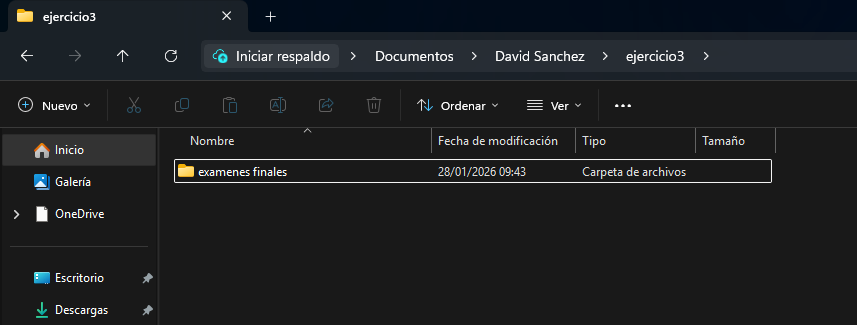 ejercicio3
Iniciar respaldo > Documentos > David Sanchez > ejercicio3 >
Nuevo Ordenar Ver
Nombre Fecha de modificación Tipo Tamaño
Inicio
examenes finales 28/01/2026 09:43 Carpeta de archivos
Galería
OneDrive
Escritorio
Descargas